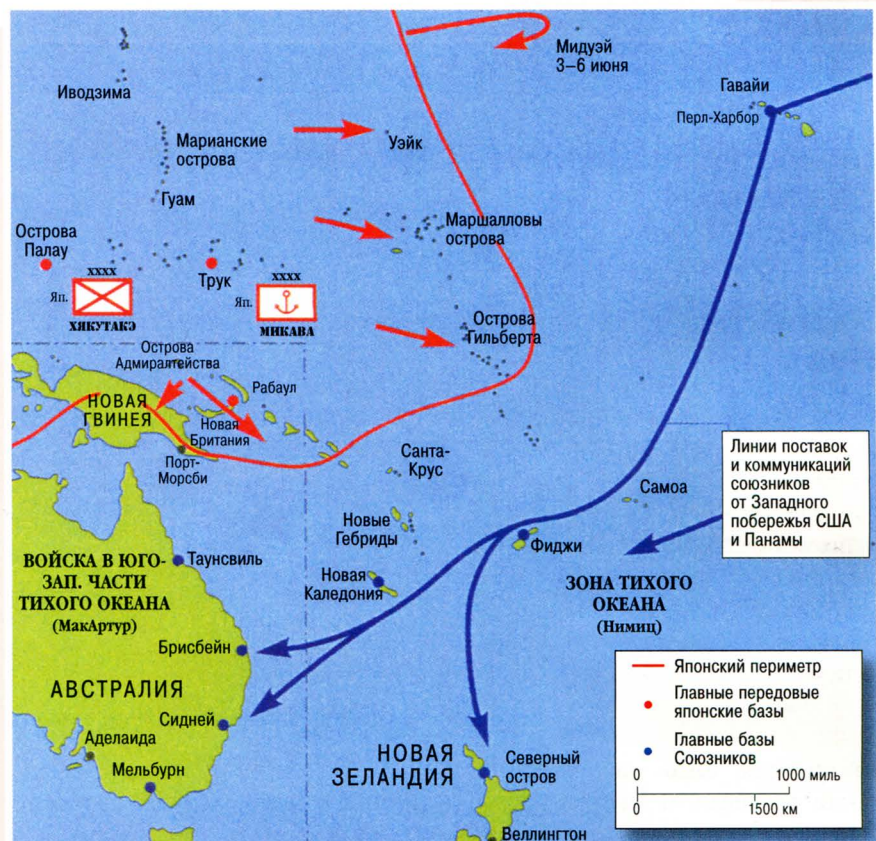 Мидуэй
3–6 июня
Иводзима
Гавайи
Перл-Харбор
Марианские
острова
Уэйк
Гуам
Маршалловы
острова
Острова
Палау
Трук
XXXX
Яп.
ХЯКУТАКЭ
XXXX
Яп.
МИКАВА
Острова
Тильберта
Острова
Адмиралтейства
Рабаул
НОВАЯ
ГВИНЕЯ
Новая
Британия
Порт-
Морсби
Санта-
Крус
Самоа
Линии поставок
и коммуникаций
союзников
от Западного
побережья США
и Панамы
Новые
Гебриды
Фиджи
ВОЙСКА В ЮГО-
ЗАП. ЧАСТИ
ТИХОГО ОКЕАНА
(МакАртур)
Таунсвиль
Новая
Каледония
ЗОНА ТИХОГО
ОКЕАНА
(Нимиц)
Брисбейн
АВСТРАЛИЯ
Сидней
Аделаида
Мельбурн
НОВАЯ
ЗЕЛАНДИЯ
Северный
остров
Веллингтон
Японский периметр
Главные передовые
японские базы
Главные базы
Союзников
0 1000 миль
0 1500 км